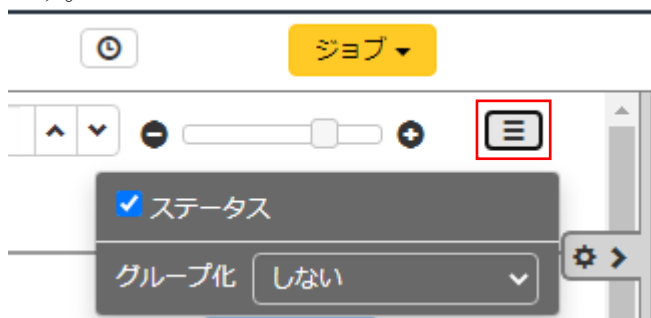 ジョブ
ステータス
グループ化 しない